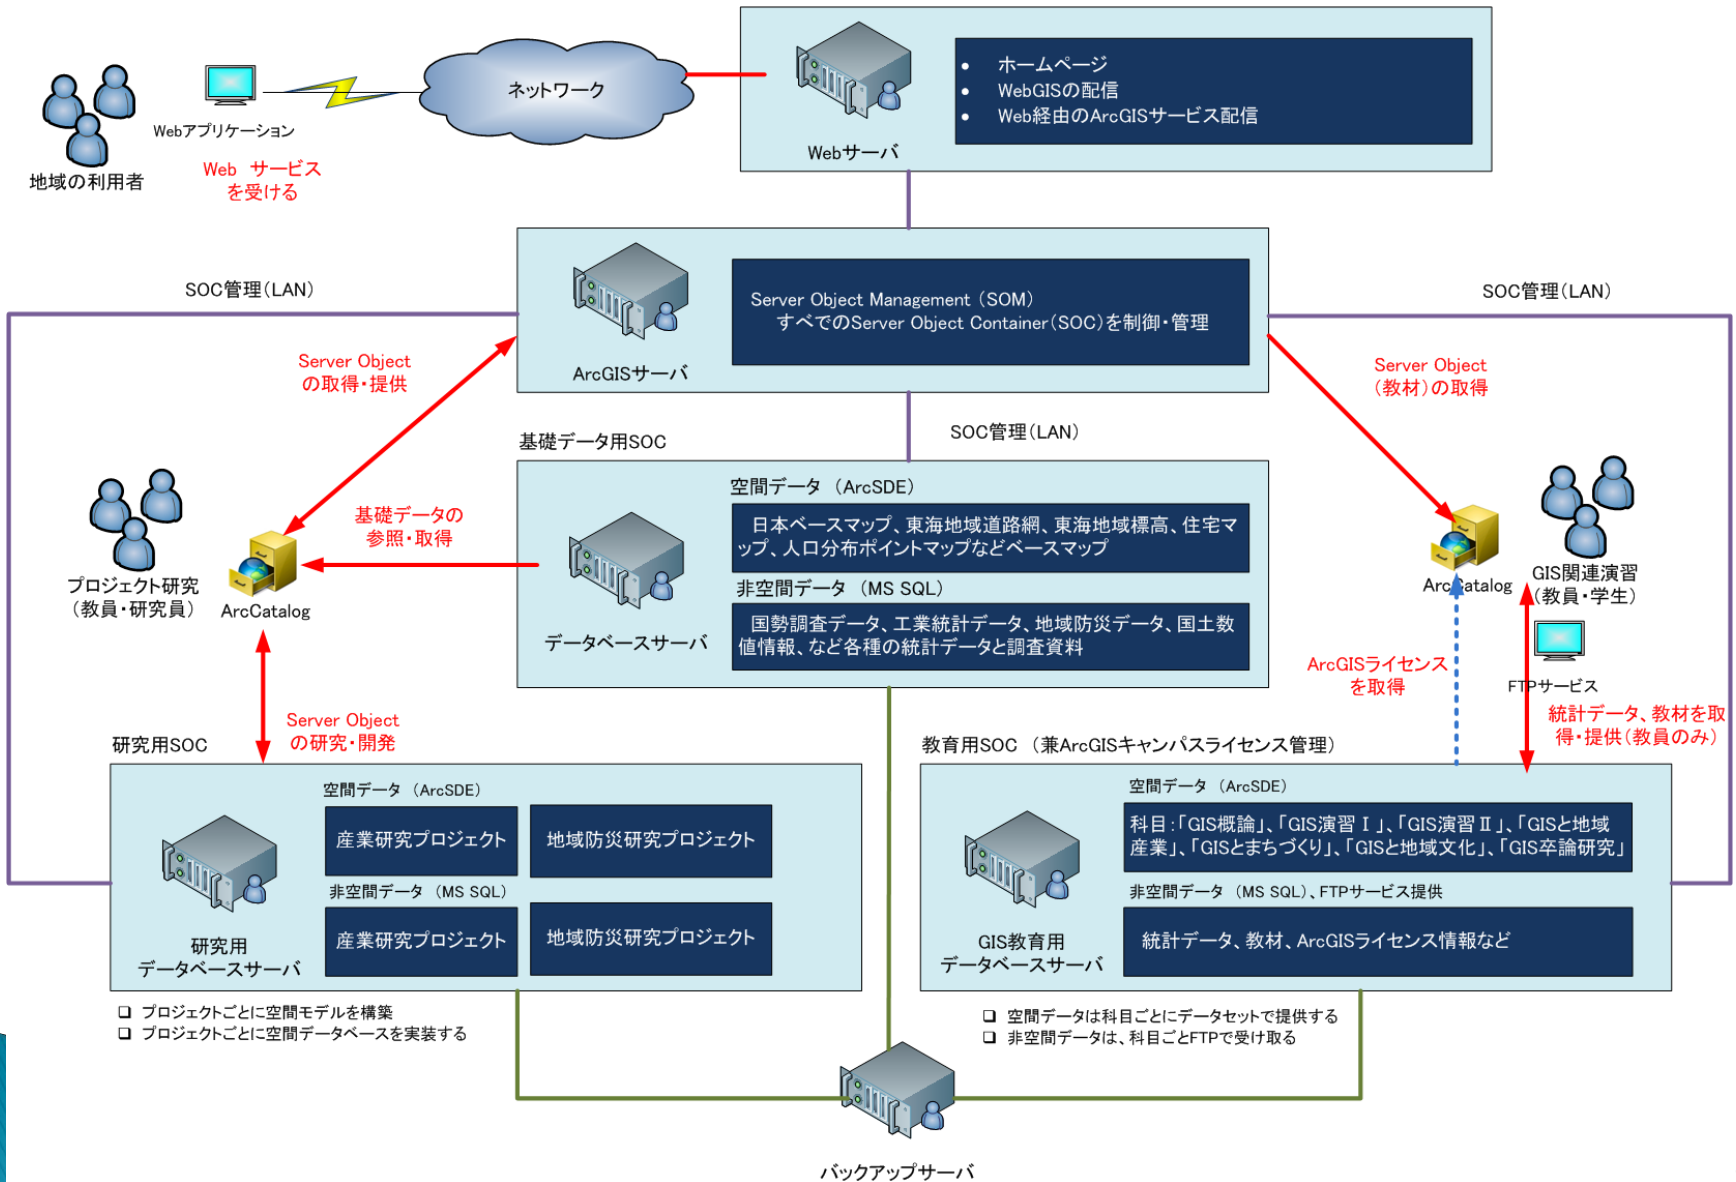 ネットワーク
・ ホームページ
・ WebGISの配信
・ Web経由のArcGISサービス配信
Webサーバ
Webアプリケーション
地域の利用者
Web サービス
を受ける
SOC管理(LAN)
Server Object Management (SOM)
すべでのServer Object Container(SOC)を制御・管理
ArcGISサーバ
SOC管理(LAN)
Server Object
の取得・提供
Server Object
(教材)の取得
基礎データ用SOC
SOC管理(LAN)
空間データ (ArcSDE)
日本ベースマップ、東海地域道路網、東海地域標高、住宅マ
ップ、人口分布ポイントマップなどベースマップ
非空間データ (MS SQL)
国勢調査データ、工業統計データ、地域防災データ、国土数
値情報、など各種の統計データと調査資料
データベースサーバ
基礎データの
参照・取得
プロジェクト研究
(教員・研究員)
ArcCatalog
ArcCatalog
GIS関連演習
(教員・学生)
ArcGISライセンス
を取得
FTPサービス
統計データ、教材を取
得・提供(教員のみ)
Server Object
の研究・開発
研究用SOC
空間データ (ArcSDE)
産業研究プロジェクト
地域防災研究プロジェクト
非空間データ (MS SQL)
産業研究プロジェクト
地域防災研究プロジェクト
研究用
データベースサーバ
❑ プロジェクトごとに空間モデルを構築
❑ プロジェクトごとに空間データベースを実装する
教育用SOC (兼ArcGISキャンパスライセンス管理)
空間データ (ArcSDE)
科目:「GIS概論」、「GIS演習Ⅰ」、「GIS演習Ⅱ」、「GISと地域
産業」、「GISとまちづくり」、「GISと地域文化」、「GIS卒論研究」
非空間データ (MS SQL)、FTPサービス提供
統計データ、教材、ArcGISライセンス情報など
GIS教育用
データベースサーバ
❑ 空間データは科目ごとにデータセットで提供する
❑ 非空間データは、科目ごとFTPで受け取る
バックアップサーバ